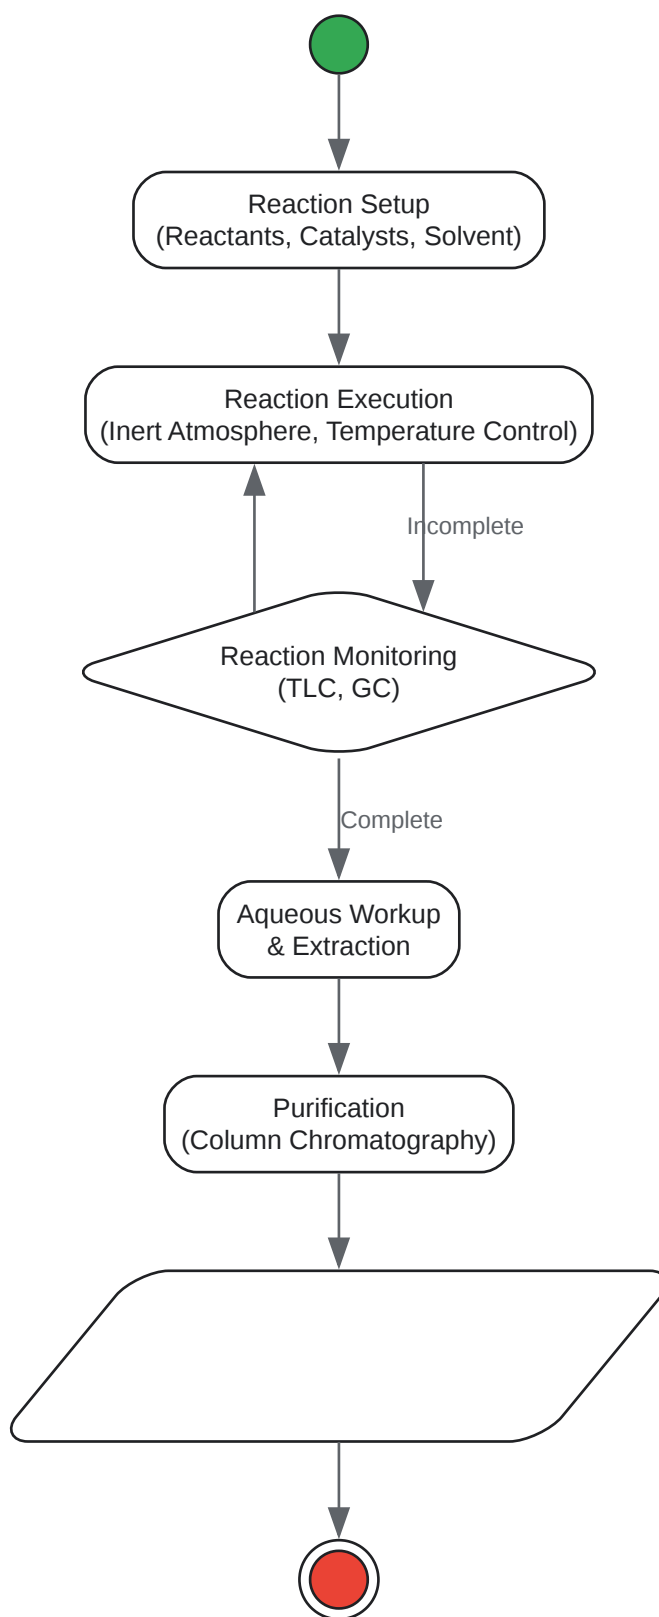 Reaction Setup
(Reactants, Catalysts, Solvent)
Reaction Execution
(Inert Atmosphere, Temperature Control)
Incomplete
Reaction Monitoring
(TLC, GC)
Complete
Aqueous Workup
& Extraction
Purification
(Column Chromatography)